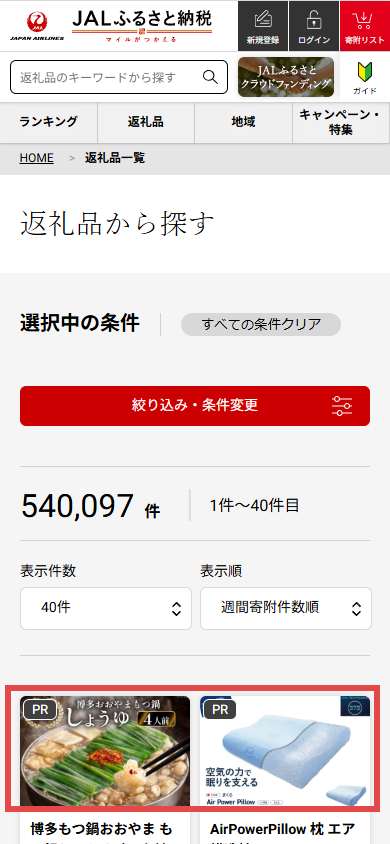 JAPAN AIRLINES
JALふるさと納税
マイルがつかえる
新規登録
ログイン
寄附リスト
返礼品のキーワードから探す
JALふるさと
クラウドファンディング
ガイド
ランキング
返礼品
地域
キャンペーン・
特集
HOME > 返礼品一覧
返礼品から探す
選択中の条件
すべての条件クリア
絞り込み・条件変更
540,097 件
1件〜40件目
表示件数
表示順
40件
週間寄附件数順
PR
博多おおやまもつ鍋
しょうゆ
4人前
PR
空気の力で
眠りを支える
Air Power Pillow
博多もつ鍋おおやま も
AirPowerPillow 枕 エア